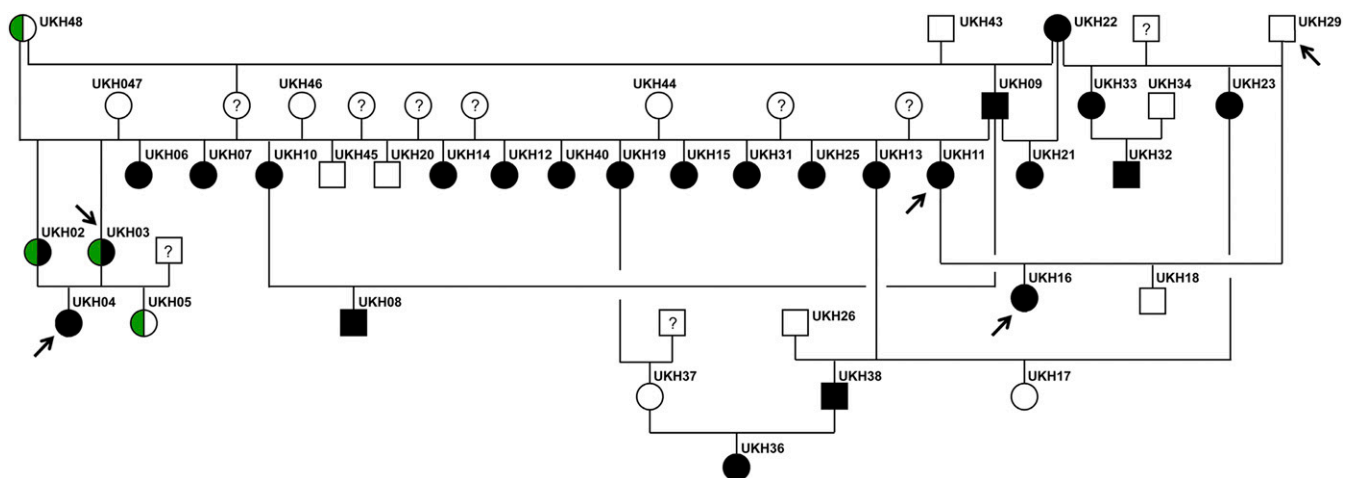 UKH48
UKH43
UKH22
?
UKH29
UKH047
?
UKH46
?
?
?
UKH44
?
?
UKH09
UKH33
UKH34
UKH23
UKH06
UKH07
UKH10
UKH45
UKH20
UKH14
UKH12
UKH40
UKH19
UKH15
UKH31
UKH25
UKH13
UKH11
UKH21
UKH32
UKH02
UKH03
?
UKH04
UKH05
UKH08
UKH16
UKH18
?
UKH26
UKH37
UKH38
UKH17
UKH36